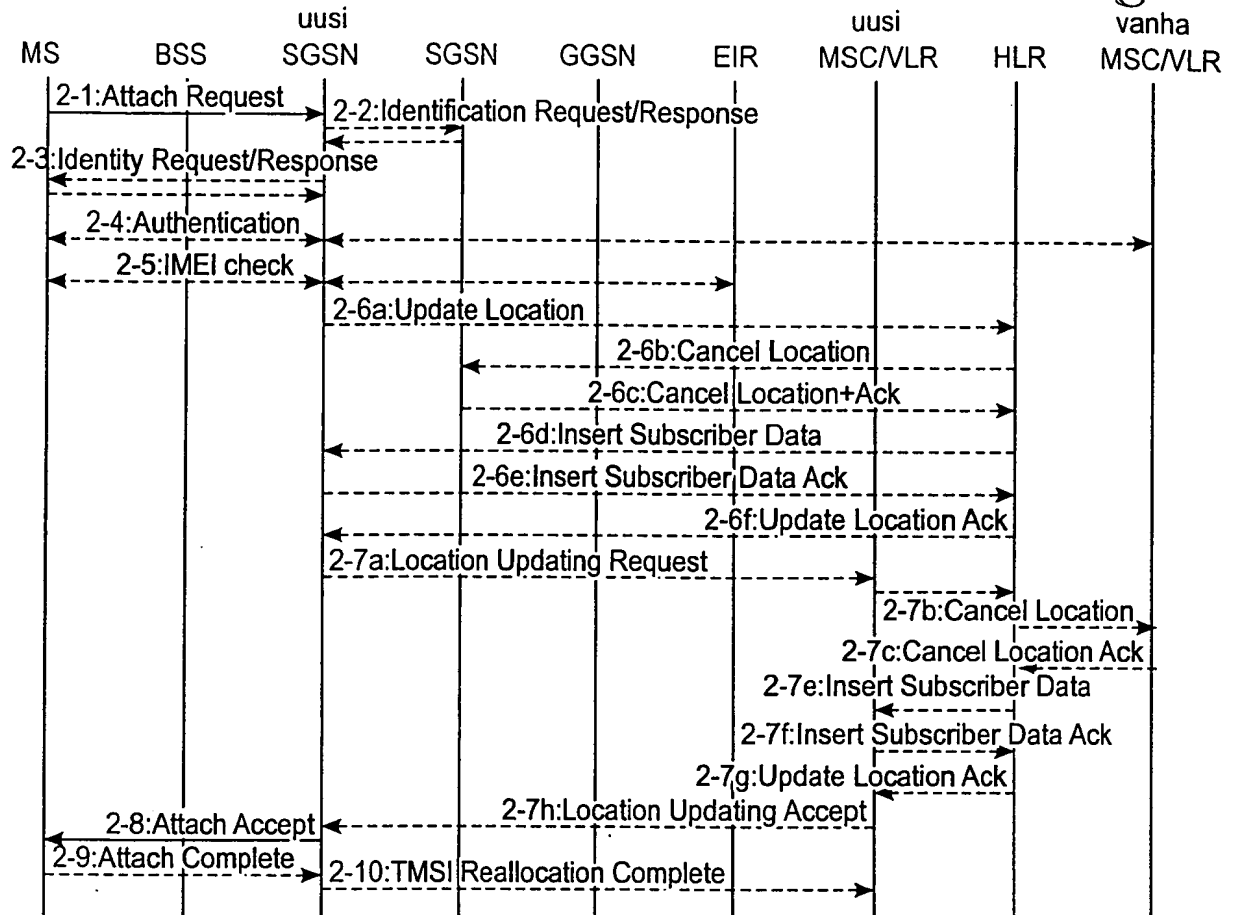 uusi
uusi
vanha
MS
BSS
SGSN
SGSN
GGSN
EIR
MSC/VLR
HLR
MSC/VLR
2-1:Attach Request
2-2:Identification Request/Response
2-3:Identity Request/Response
2-4:Authentication
2-5:IMEI check
2-6a:Update Location
2-6b:Cancel Location
2-6c:Cancel Location+Ack
2-6d:Insert Subscriber Data
2-6e:Insert Subscriber Data Ack
2-6f:Update Location Ack
2-7a:Location Updating Request
2-7b:Cancel Location
2-7c:Cancel Location Ack
2-7e:Insert Subscriber Data
2-7f:Insert Subscriber Data Ack
2-7g:Update Location Ack
2-7h:Location Updating Accept
2-8:Attach Accept
2-9:Attach Complete
2-10:TMSI Reallocation Complete